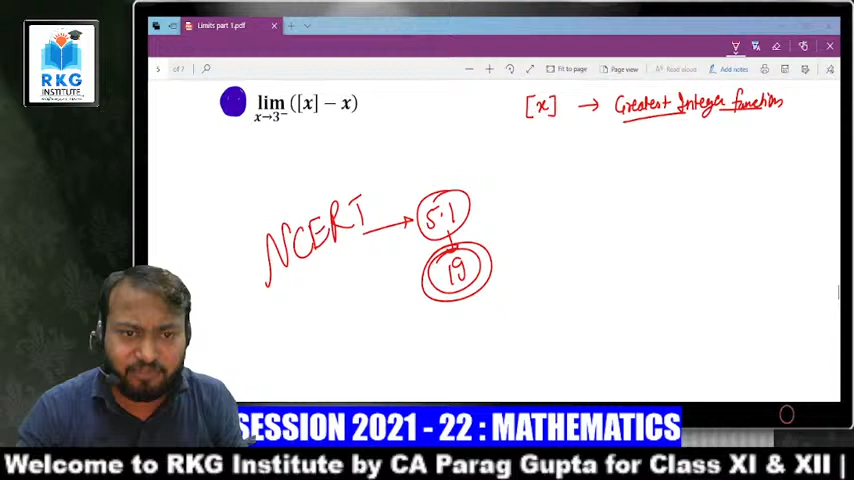 Limits part 1.pdf
5 of 7
Fit to page
Page view
Read aloud
Add notes
RKG
INSTITUTE
lim x→3⁻ ([x] − x)
[x] → Greatest Integer function
NCERT → 5.1
19
SESSION 2021 - 22 : MATHEMATICS
Welcome to RKG Institute by CA Parag Gupta for Class XI & XII |